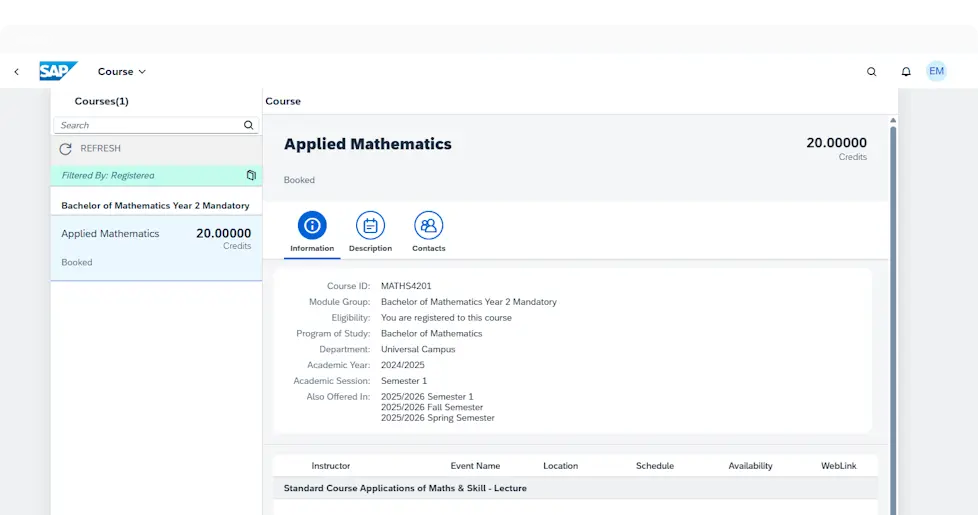 SAP Course EM
Courses(1)
Search
REFRESH
Filtered By: Registerea
Bachelor of Mathematics Year 2 Mandatory
Applied Mathematics 20.00000
Credits
Booked
Course
Applied Mathematics 20.00000
Credits
Booked
Information Description Contacts
Course ID: MATHS4201
Module Group: Bachelor of Mathematics Year 2 Mandatory
Eligibility: You are registered to this course
Program of Study: Bachelor of Mathematics
Department: Universal Campus
Academic Year: 2024/2025
Academic Session: Semester 1
Also Offered In: 2025/2026 Semester 1
2025/2026 Fall Semester
2025/2026 Spring Semester
Instructor Event Name Location Schedule Availability WebLink
Standard Course Applications of Maths & Skill - Lecture